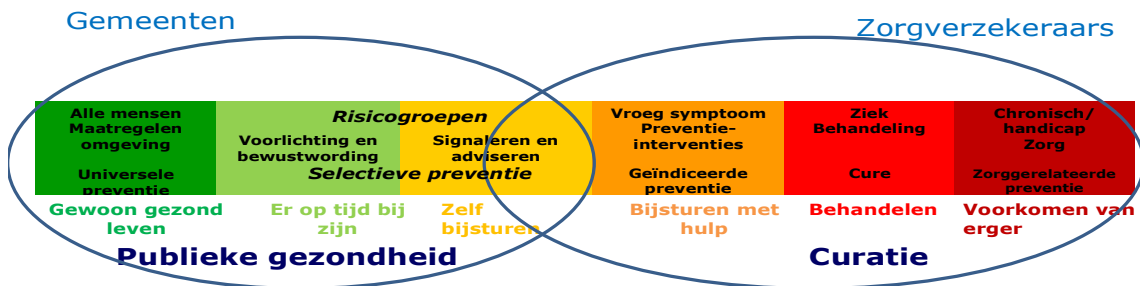 Gemeenten
Zorgverzekeraars
Alle mensen
Maatregelen
omgeving
Universele
preventie
Risicogroepen
Voorlichting en
bewustwording
Signaleren en
adviseren
Selectieve preventie
Vroeg symptoom
Preventie-
interventies
Geïndiceerde
preventie
Ziek
Behandeling
Cure
Chronisch/
handicap
Zorg
Zorggerelateerde
preventie
Gewoon gezond
leven
Er op tijd bij
zijn
Zelf
bijsturen
Bijsturen met
hulp
Behandelen
Voorkomen van
erger
Publieke gezondheid
Curatie